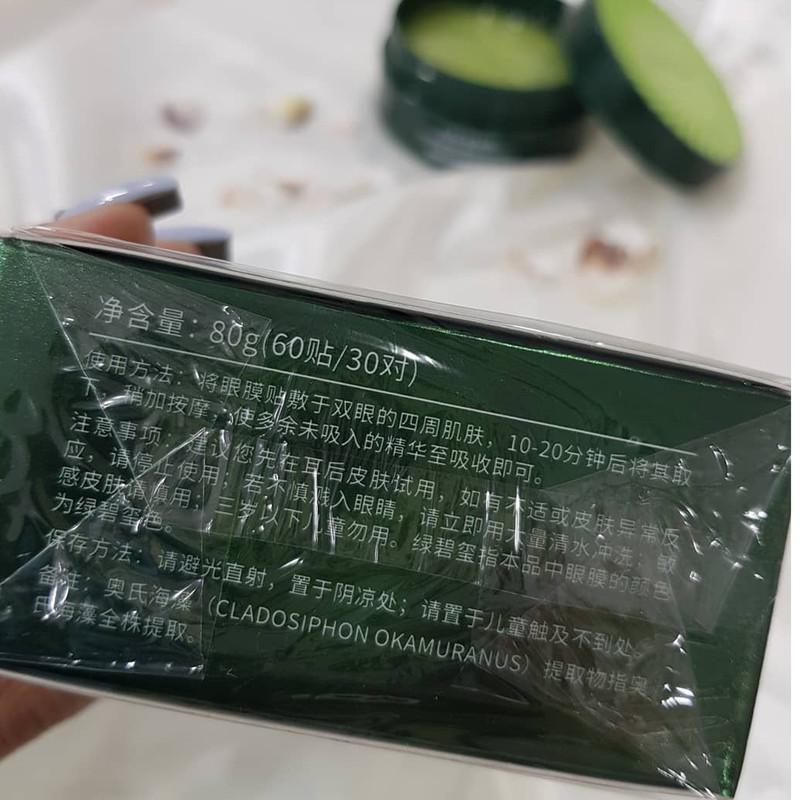 净含量：80g(60贴/30对)
使用方法：将眼膜贴敷于双眼的四周肌肤，10-20分钟后将其取
下，稍加按摩，使多余未吸入的精华至吸收即可。
注意事项：建议您先在耳后皮肤试用，如有不适或皮肤异常反
应，请停止使用；若不慎溅入眼睛，请立即用大量清水冲洗；敏
感皮肤请慎用；三岁以下儿童勿用。绿碧玺指本品中眼膜的颜色
为绿碧玺色。
保存方法：请避光直射，置于阴凉处；请置于儿童触及不到处。
备注：奥氏海藻（CLADOSIPHON OKAMURANUS）提取物指奥
氏海藻全株提取。